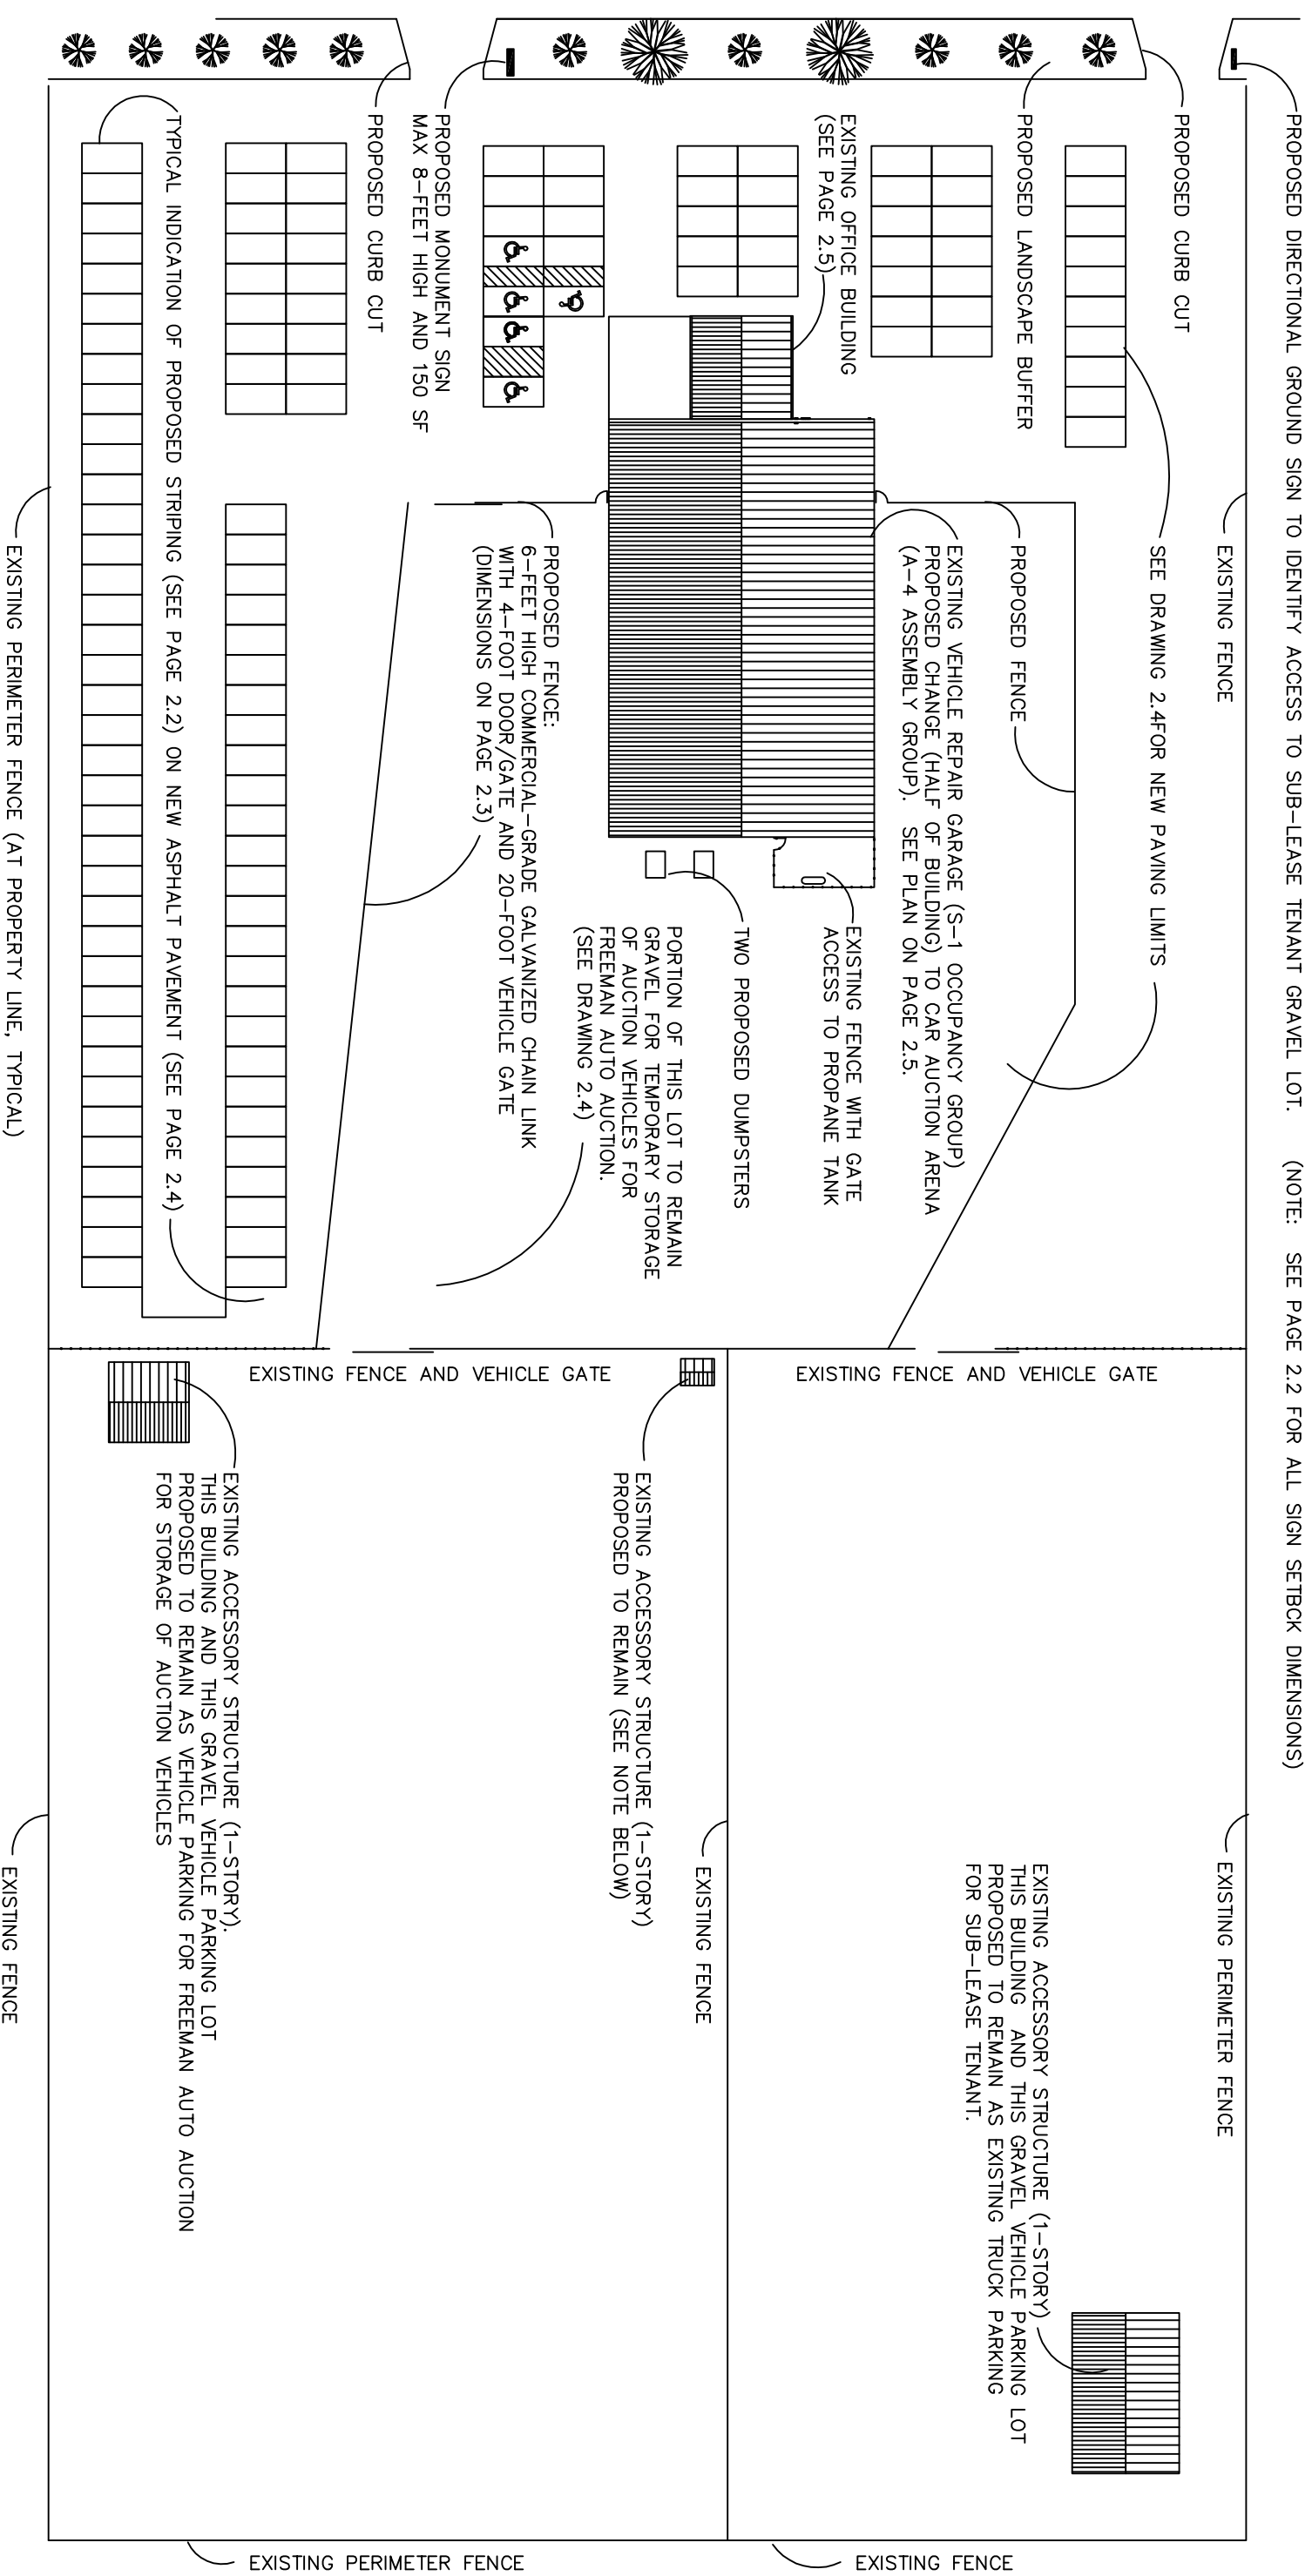 PROPOSED DIRECTIONAL GROUND SIGN TO IDENTIFY ACCESS TO SUB-LEASE TENANT GRAVEL LOT. (NOTE: SEE PAGE 2.2 FOR ALL SIGN SETBCK DIMENSIONS)
EXISTING FENCE
EXISTING PERIMETER FENCE
PROPOSED CURB CUT
SEE DRAWING 2.4FOR NEW PAVING LIMITS
PROPOSED LANDSCAPE BUFFER
PROPOSED FENCE
EXISTING ACCESSORY STRUCTURE (1-STORY)
THIS BUILDING AND THIS GRAVEL VEHICLE PARKING LOT
PROPOSED TO REMAIN AS EXISTING TRUCK PARKING
FOR SUB-LEASE TENANT.
EXISTING VEHICLE REPAIR GARAGE (S-1 OCCUPANCY GROUP)
PROPOSED CHANGE (HALF OF BUILDING) TO CAR AUCTION ARENA
(A-4 ASSEMBLY GROUP). SEE PLAN ON PAGE 2.5.
EXISTING OFFICE BUILDING
(SEE PAGE 2.5)
EXISTING FENCE WITH GATE
ACCESS TO PROPANE TANK
TWO PROPOSED DUMPSTERS
EXISTING FENCE
PORTION OF THIS LOT TO REMAIN
GRAVEL FOR TEMPORARY STORAGE
OF AUCTION VEHICLES FOR
FREEMAN AUTO AUCTION.
(SEE DRAWING 2.4)
EXISTING ACCESSORY STRUCTURE (1-STORY)
PROPOSED TO REMAIN (SEE NOTE BELOW)
PROPOSED FENCE:
6-FEET HIGH COMMERCIAL-GRADE GALVANIZED CHAIN LINK
WITH 4-FOOT DOOR/GATE AND 20-FOOT VEHICLE GATE
(DIMENSIONS ON PAGE 2.3)
PROPOSED MONUMENT SIGN
MAX 8-FEET HIGH AND 150 SF
PROPOSED CURB CUT
EXISTING ACCESSORY STRUCTURE (1-STORY).
THIS BUILDING AND THIS GRAVEL VEHICLE PARKING LOT
PROPOSED TO REMAIN AS VEHICLE PARKING FOR FREEMAN AUTO AUCTION
FOR STORAGE OF AUCTION VEHICLES
TYPICAL INDICATION OF PROPOSED STRIPING (SEE PAGE 2.2) ON NEW ASPHALT PAVEMENT (SEE PAGE 2.4)
EXISTING PERIMETER FENCE (AT PROPERTY LINE, TYPICAL)
EXISTING FENCE
EXISTING FENCE AND VEHICLE GATE
EXISTING FENCE AND VEHICLE GATE
EXISTING PERIMETER FENCE
EXISTING FENCE